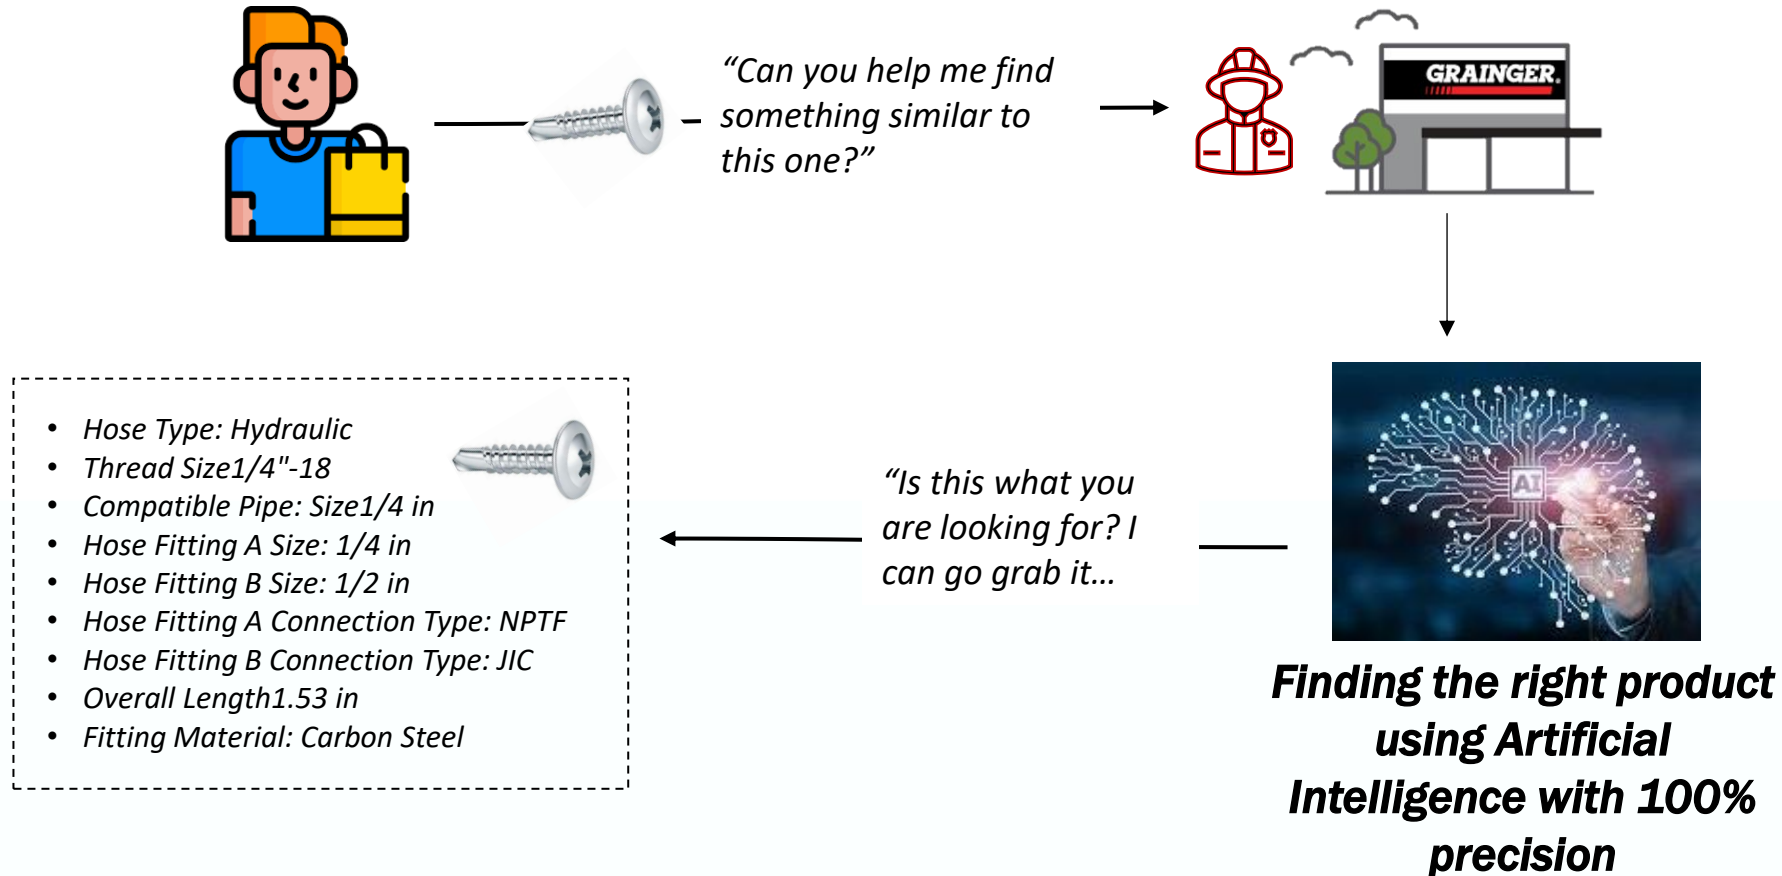 “Can you help me find
something similar to
this one?”
GRAINGER.
• Hose Type: Hydraulic
• Thread Size1/4"-18
• Compatible Pipe: Size1/4 in
• Hose Fitting A Size: 1/4 in
• Hose Fitting B Size: 1/2 in
• Hose Fitting A Connection Type: NPTF
• Hose Fitting B Connection Type: JIC
• Overall Length1.53 in
• Fitting Material: Carbon Steel
“Is this what you
are looking for? I
can go grab it…
AI
Finding the right product
using Artificial
Intelligence with 100%
precision